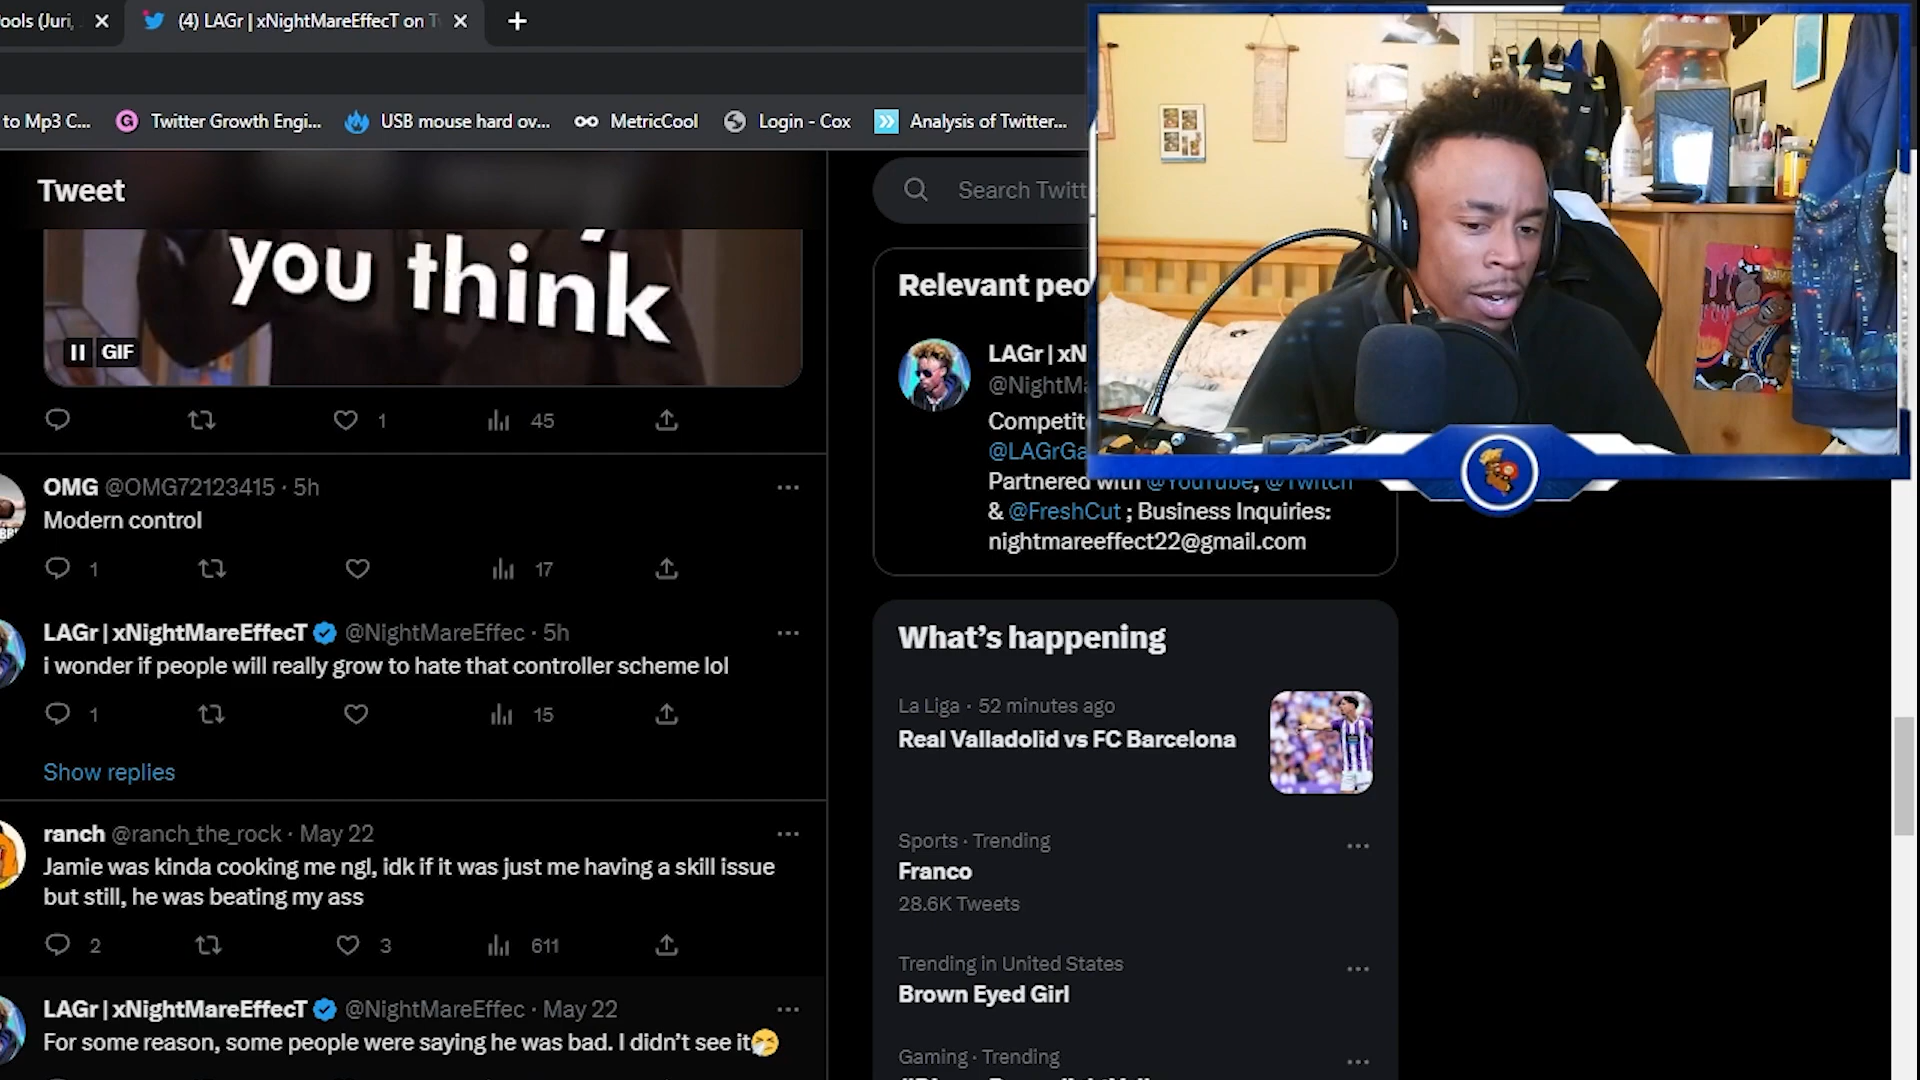 ools (Juri,
(4) LAGr | xNightMareEffecT on T
to Mp3 C...
Twitter Growth Engi...
USB mouse hard ov...
MetricCool
Login - Cox
Analysis of Twitter...
Tweet
you think
GIF
1
45
OMG @OMG72123415 · 5h
Modern control
1
17
LAGr | xNightMareEffecT @NightMareEffec · 5h
i wonder if people will really grow to hate that controller scheme lol
1
15
Show replies
ranch @ranch_the_rock · May 22
Jamie was kinda cooking me ngl, idk if it was just me having a skill issue
but still, he was beating my ass
2
3
611
LAGr | xNightMareEffecT @NightMareEffec · May 22
For some reason, some people were saying he was bad. I didn't see it🤧
Search Twitt
Relevant peo
LAGr | xN
@NightMa
Competit
@LAGrGa
Partnered with @YouTube, @Twitch
& @FreshCut ; Business Inquiries:
nightmareeffect22@gmail.com
What's happening
La Liga · 52 minutes ago
Real Valladolid vs FC Barcelona
Sports · Trending
Franco
28.6K Tweets
Trending in United States
Brown Eyed Girl
Gaming · Trending